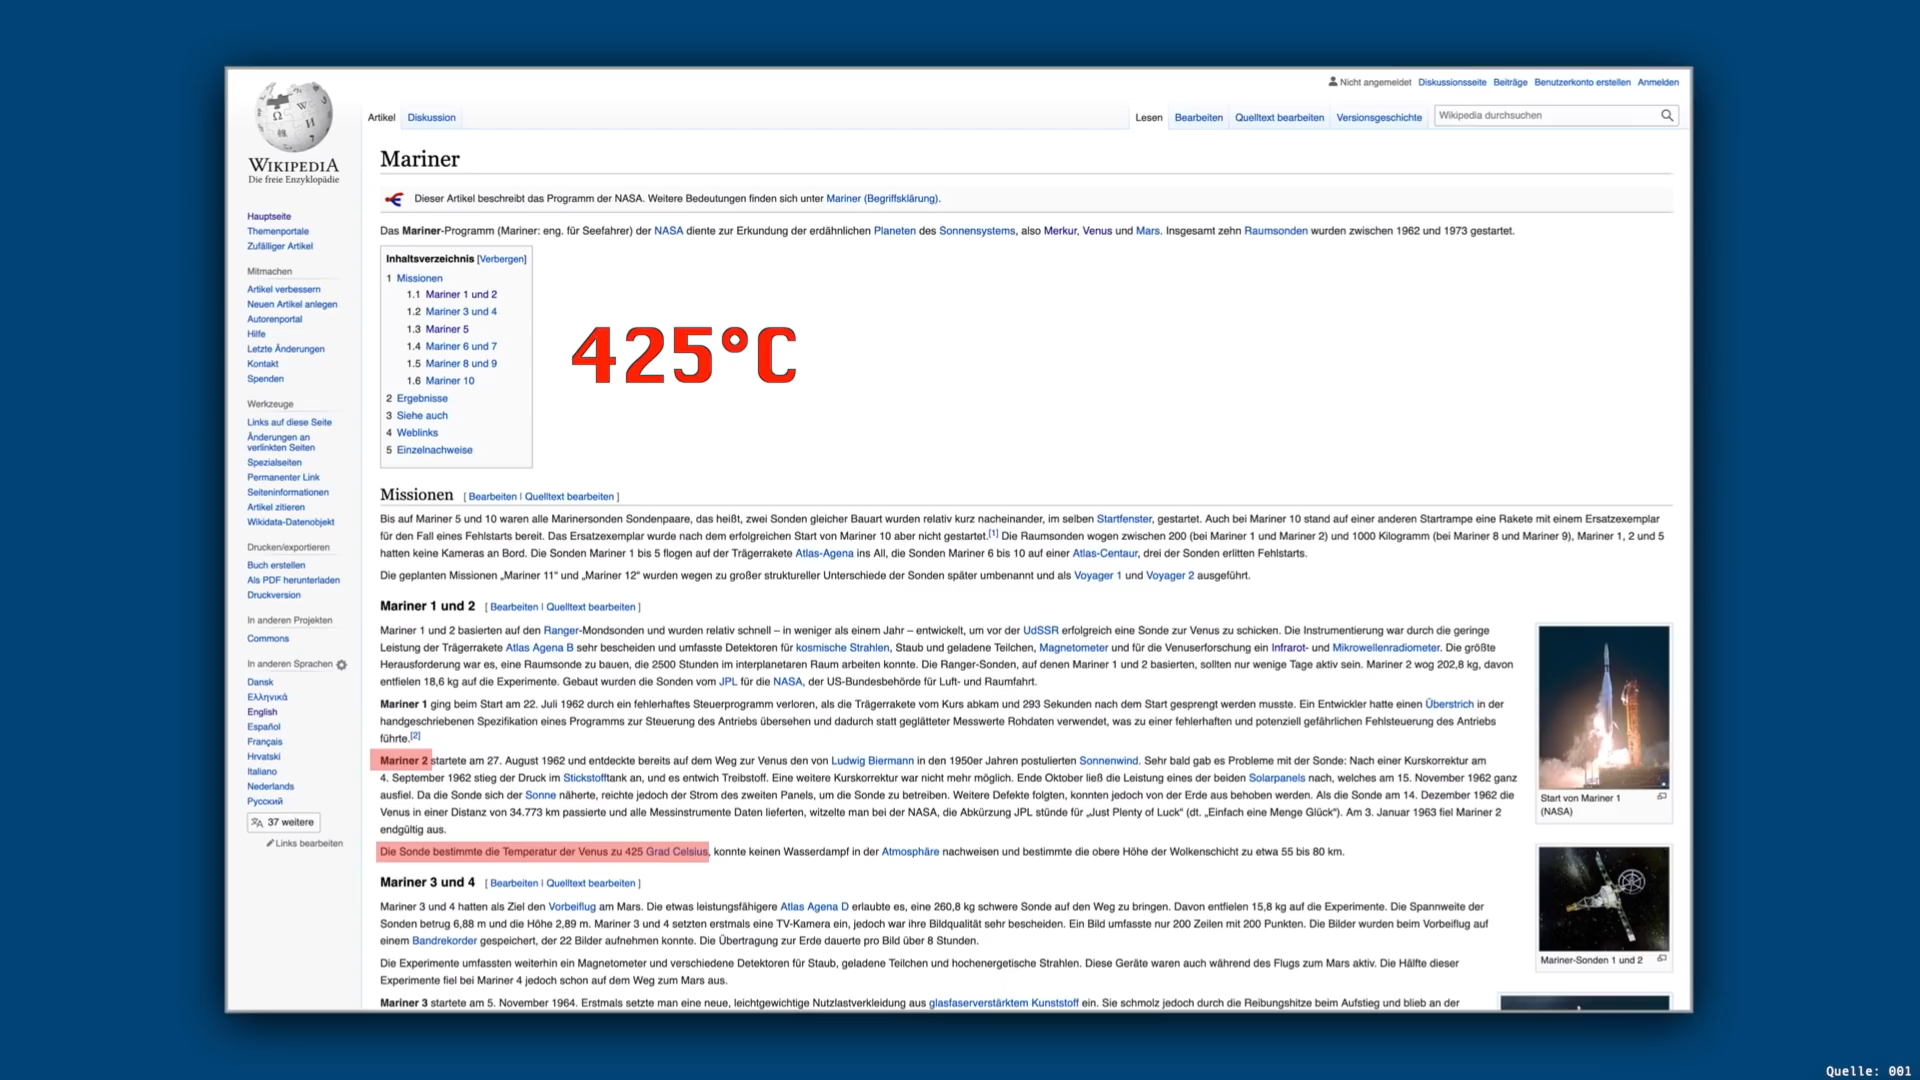 Nicht angemeldet Diskussionsseite Beiträge Benutzerkonto erstellen Anmelden
Artikel Diskussion Lesen Bearbeiten Quelltext bearbeiten Versionsgeschichte Wikipedia durchsuchen
WIKIPEDIA
Die freie Enzyklopädie
Hauptseite
Themenportale
Zufälliger Artikel
Mitmachen
Artikel verbessern
Neuen Artikel anlegen
Autorenportal
Hilfe
Letzte Änderungen
Kontakt
Spenden
Werkzeuge
Links auf diese Seite
Änderungen an
verlinkten Seiten
Spezialseiten
Permanenter Link
Seiteninformationen
Artikel zitieren
Wikidata-Datenobjekt
Drucken/exportieren
Buch erstellen
Als PDF herunterladen
Druckversion
In anderen Projekten
Commons
In anderen Sprachen
Dansk
Ελληνικά
English
Español
Français
Hrvatski
Italiano
Nederlands
Русский
37 weitere
Links bearbeiten
Mariner
Dieser Artikel beschreibt das Programm der NASA. Weitere Bedeutungen finden sich unter Mariner (Begriffsklärung).
Das Mariner-Programm (Mariner: eng. für Seefahrer) der NASA diente zur Erkundung der erdähnlichen Planeten des Sonnensystems, also Merkur, Venus und Mars. Insgesamt zehn Raumsonden wurden zwischen 1962 und 1973 gestartet.
Inhaltsverzeichnis [Verbergen]
1 Missionen
1.1 Mariner 1 und 2
1.2 Mariner 3 und 4
1.3 Mariner 5
1.4 Mariner 6 und 7
1.5 Mariner 8 und 9
1.6 Mariner 10
2 Ergebnisse
3 Siehe auch
4 Weblinks
5 Einzelnachweise
425°C
Missionen [ Bearbeiten | Quelltext bearbeiten ]
Bis auf Mariner 5 und 10 waren alle Marinersonden Sondenpaare, das heißt, zwei Sonden gleicher Bauart wurden relativ kurz nacheinander, im selben Startfenster, gestartet. Auch bei Mariner 10 stand auf einer anderen Startrampe eine Rakete mit einem Ersatzexemplar
für den Fall eines Fehlstarts bereit. Das Ersatzexemplar wurde nach dem erfolgreichen Start von Mariner 10 aber nicht gestartet.[1] Die Raumsonden wogen zwischen 200 (bei Mariner 1 und Mariner 2) und 1000 Kilogramm (bei Mariner 8 und Mariner 9), Mariner 1, 2 und 5
hatten keine Kameras an Bord. Die Sonden Mariner 1 bis 5 flogen auf der Trägerrakete Atlas-Agena ins All, die Sonden Mariner 6 bis 10 auf einer Atlas-Centaur, drei der Sonden erlitten Fehlstarts.
Die geplanten Missionen „Mariner 11“ und „Mariner 12“ wurden wegen zu großer struktureller Unterschiede der Sonden später umbenannt und als Voyager 1 und Voyager 2 ausgeführt.
Mariner 1 und 2 [ Bearbeiten | Quelltext bearbeiten ]
Mariner 1 und 2 basierten auf den Ranger-Mondsonden und wurden relativ schnell – in weniger als einem Jahr – entwickelt, um vor der UdSSR erfolgreich eine Sonde zur Venus zu schicken. Die Instrumentierung war durch die geringe
Leistung der Trägerrakete Atlas Agena B sehr bescheiden und umfasste Detektoren für kosmische Strahlen, Staub und geladene Teilchen, Magnetometer und für die Venuserforschung ein Infrarot- und Mikrowellenradiometer. Die größte
Herausforderung war es, eine Raumsonde zu bauen, die 2500 Stunden im interplanetaren Raum arbeiten konnte. Die Ranger-Sonden, auf denen Mariner 1 und 2 basierten, sollten nur wenige Tage aktiv sein. Mariner 2 wog 202,8 kg, davon
entfielen 18,6 kg auf die Experimente. Gebaut wurden die Sonden vom JPL für die NASA, der US-Bundesbehörde für Luft- und Raumfahrt.
Mariner 1 ging beim Start am 22. Juli 1962 durch ein fehlerhaftes Steuerprogramm verloren, als die Trägerrakete vom Kurs abkam und 293 Sekunden nach dem Start gesprengt werden musste. Ein Entwickler hatte einen Überstrich in der
handgeschriebenen Spezifikation eines Programms zur Steuerung des Antriebs übersehen und dadurch statt geglätteter Messwerte Rohdaten verwendet, was zu einer fehlerhaften und potenziell gefährlichen Fehlsteuerung des Antriebs
führte.[2]
Mariner 2 startete am 27. August 1962 und entdeckte bereits auf dem Weg zur Venus den von Ludwig Biermann in den 1950er Jahren postulierten Sonnenwind. Sehr bald gab es Probleme mit der Sonde: Nach einer Kurskorrektur am
4. September 1962 stieg der Druck im Stickstofftank an, und es entwich Treibstoff. Eine weitere Kurskorrektur war nicht mehr möglich. Ende Oktober ließ die Leistung eines der beiden Solarpanels nach, welches am 15. November 1962 ganz
ausfiel. Da die Sonde sich der Sonne näherte, reichte jedoch der Strom des zweiten Panels, um die Sonde zu betreiben. Weitere Defekte folgten, konnten jedoch von der Erde aus behoben werden. Als die Sonde am 14. Dezember 1962 die
Venus in einer Distanz von 34.773 km passierte und alle Messinstrumente Daten lieferten, witzelte man bei der NASA, die Abkürzung JPL stünde für „Just Plenty of Luck“ (dt. „Einfach eine Menge Glück“). Am 3. Januar 1963 fiel Mariner 2
endgültig aus.
Die Sonde bestimmte die Temperatur der Venus zu 425 Grad Celsius, konnte keinen Wasserdampf in der Atmosphäre nachweisen und bestimmte die obere Höhe der Wolkenschicht zu etwa 55 bis 80 km.
Start von Mariner 1
(NASA)
Mariner 3 und 4 [ Bearbeiten | Quelltext bearbeiten ]
Mariner 3 und 4 hatten als Ziel den Vorbeiflug am Mars. Die etwas leistungsfähigere Atlas Agena D erlaubte es, eine 260,8 kg schwere Sonde auf den Weg zu bringen. Davon entfielen 15,8 kg auf die Experimente. Die Spannweite der
Sonden betrug 6,88 m und die Höhe 2,89 m. Mariner 3 und 4 setzten erstmals eine TV-Kamera ein, jedoch war ihre Bildqualität sehr bescheiden. Ein Bild umfasste nur 200 Zeilen mit 200 Punkten. Die Bilder wurden beim Vorbeiflug auf
einem Bandrekorder gespeichert, der 22 Bilder aufnehmen konnte. Die Übertragung zur Erde dauerte pro Bild über 8 Stunden.
Die Experimente umfassten weiterhin ein Magnetometer und verschiedene Detektoren für Staub, geladene Teilchen und hochenergetische Strahlen. Diese Geräte waren auch während des Flugs zum Mars aktiv. Die Hälfte dieser
Experimente fiel bei Mariner 4 jedoch schon auf dem Weg zum Mars aus.
Mariner 3 startete am 5. November 1964. Erstmals setzte man eine neue, leichtgewichtige Nutzlastverkleidung aus glasfaserverstärktem Kunststoff ein. Sie schmolz jedoch durch die Reibungshitze beim Aufstieg und blieb an der
Mariner-Sonden 1 und 2
Quelle: 001